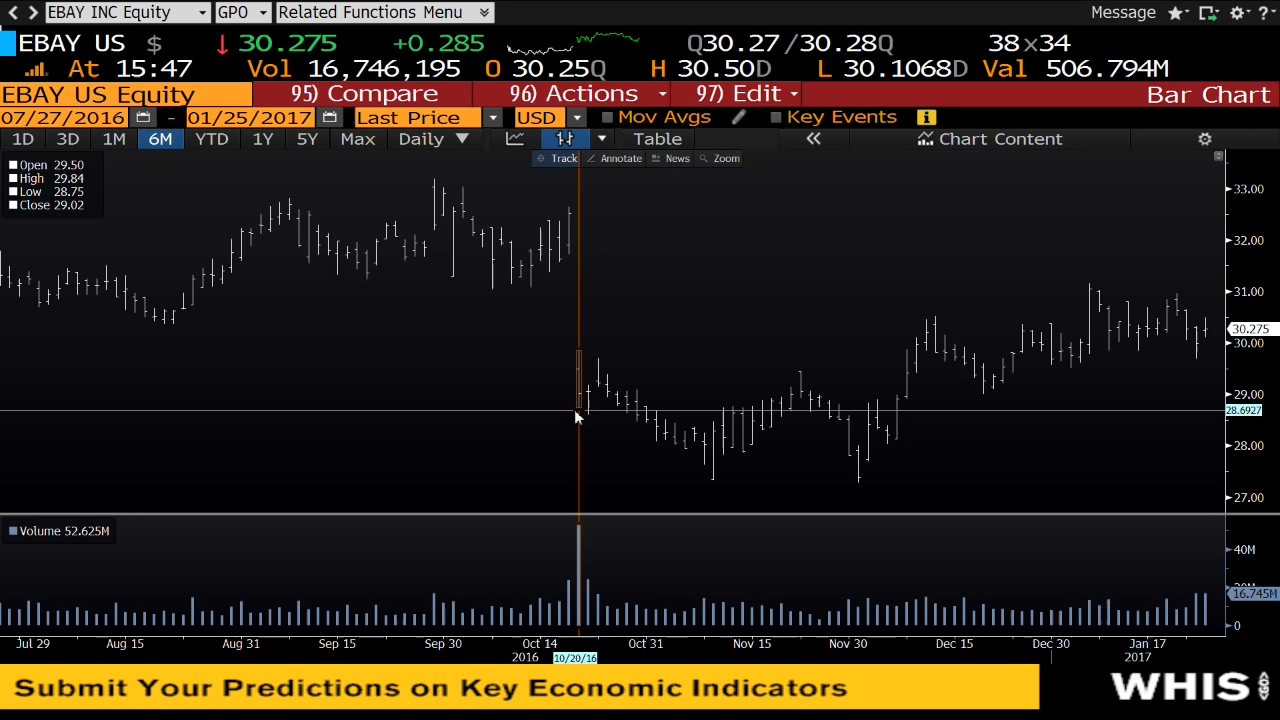 EBAY INC Equity GPO Related Functions Menu Message ?
EBAY US $ 30.275 +0.285 Q30.27/30.28Q 38x34
At 15:47 Vol 16,746,195 O 30.25Q H 30.50D L 30.1068D Val 506.794M
EBAY US Equity 95) Compare 96) Actions 97) Edit Bar Chart
07/27/2016 - 01/25/2017 Last Price USD Mov Avgs Key Events i
1D 3D 1M 6M YTD 1Y 5Y Max Daily Table « Chart Content
Track Annotate News Zoom
Open 29.50
High 29.84
Low 28.75
Close 29.02
33.00
32.00
31.00
30.275
30.00
29.00
28.6927
28.00
27.00
Volume 52.625M
40M
20M
16.745M
0
Jul 29 Aug 15 Aug 31 Sep 15 Sep 30 Oct 14 Oct 31 Nov 15 Nov 30 Dec 15 Dec 30 Jan 17
2016 10/20/16 2017
Submit Your Predictions on Key Economic Indicators
WHIS GO